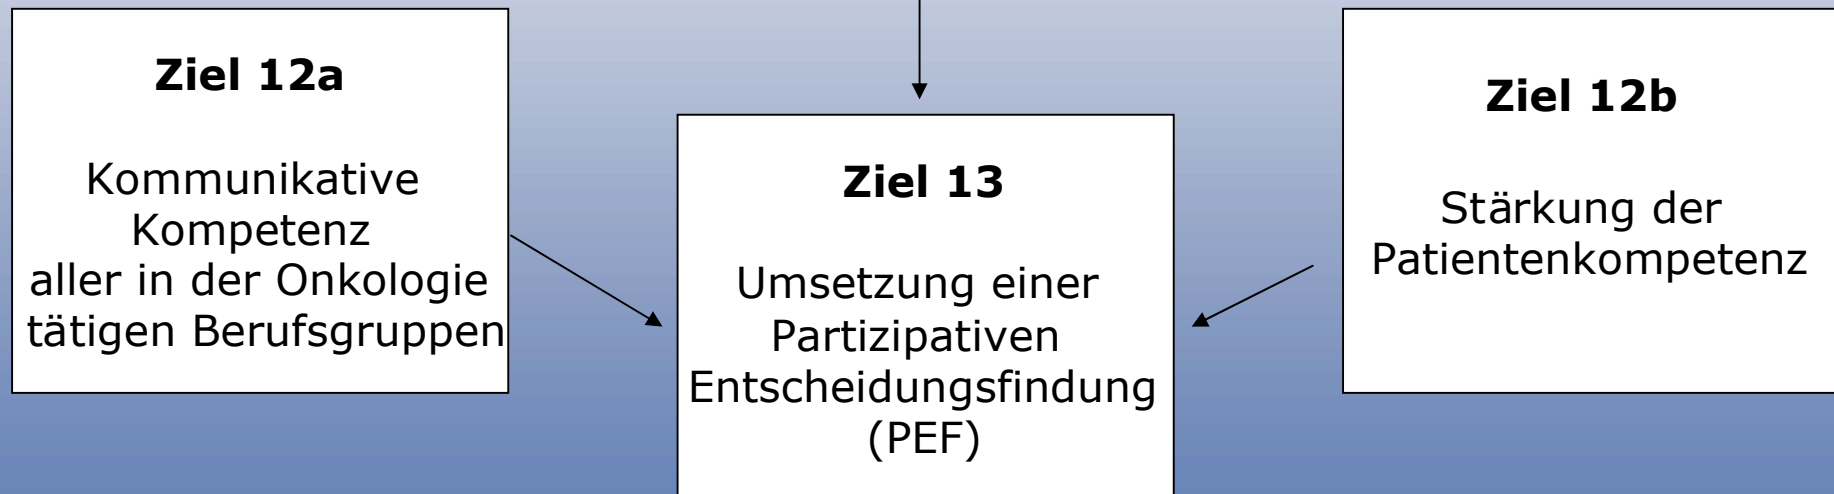 Ziel 12a
Kommunikative
Kompetenz
aller in der Onkologie
tätigen Berufsgruppen
Ziel 13
Umsetzung einer
Partizipativen
Entscheidungsfindung
(PEF)
Ziel 12b
Stärkung der
Patientenkompetenz